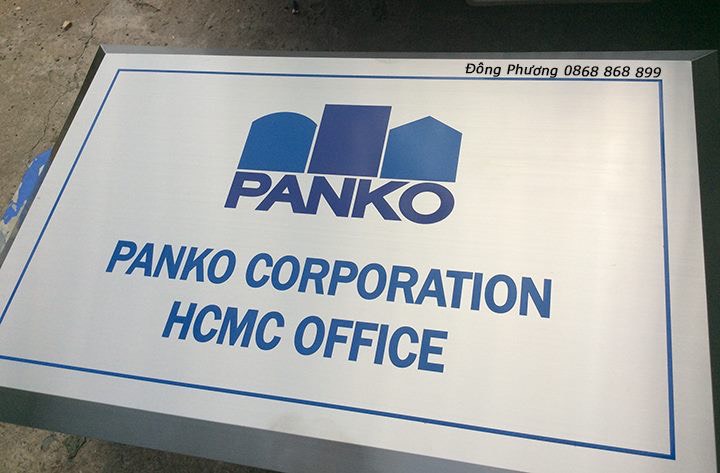 Đông Phương 0868 868 899
PANKO
PANKO CORPORATION
HCMC OFFICE